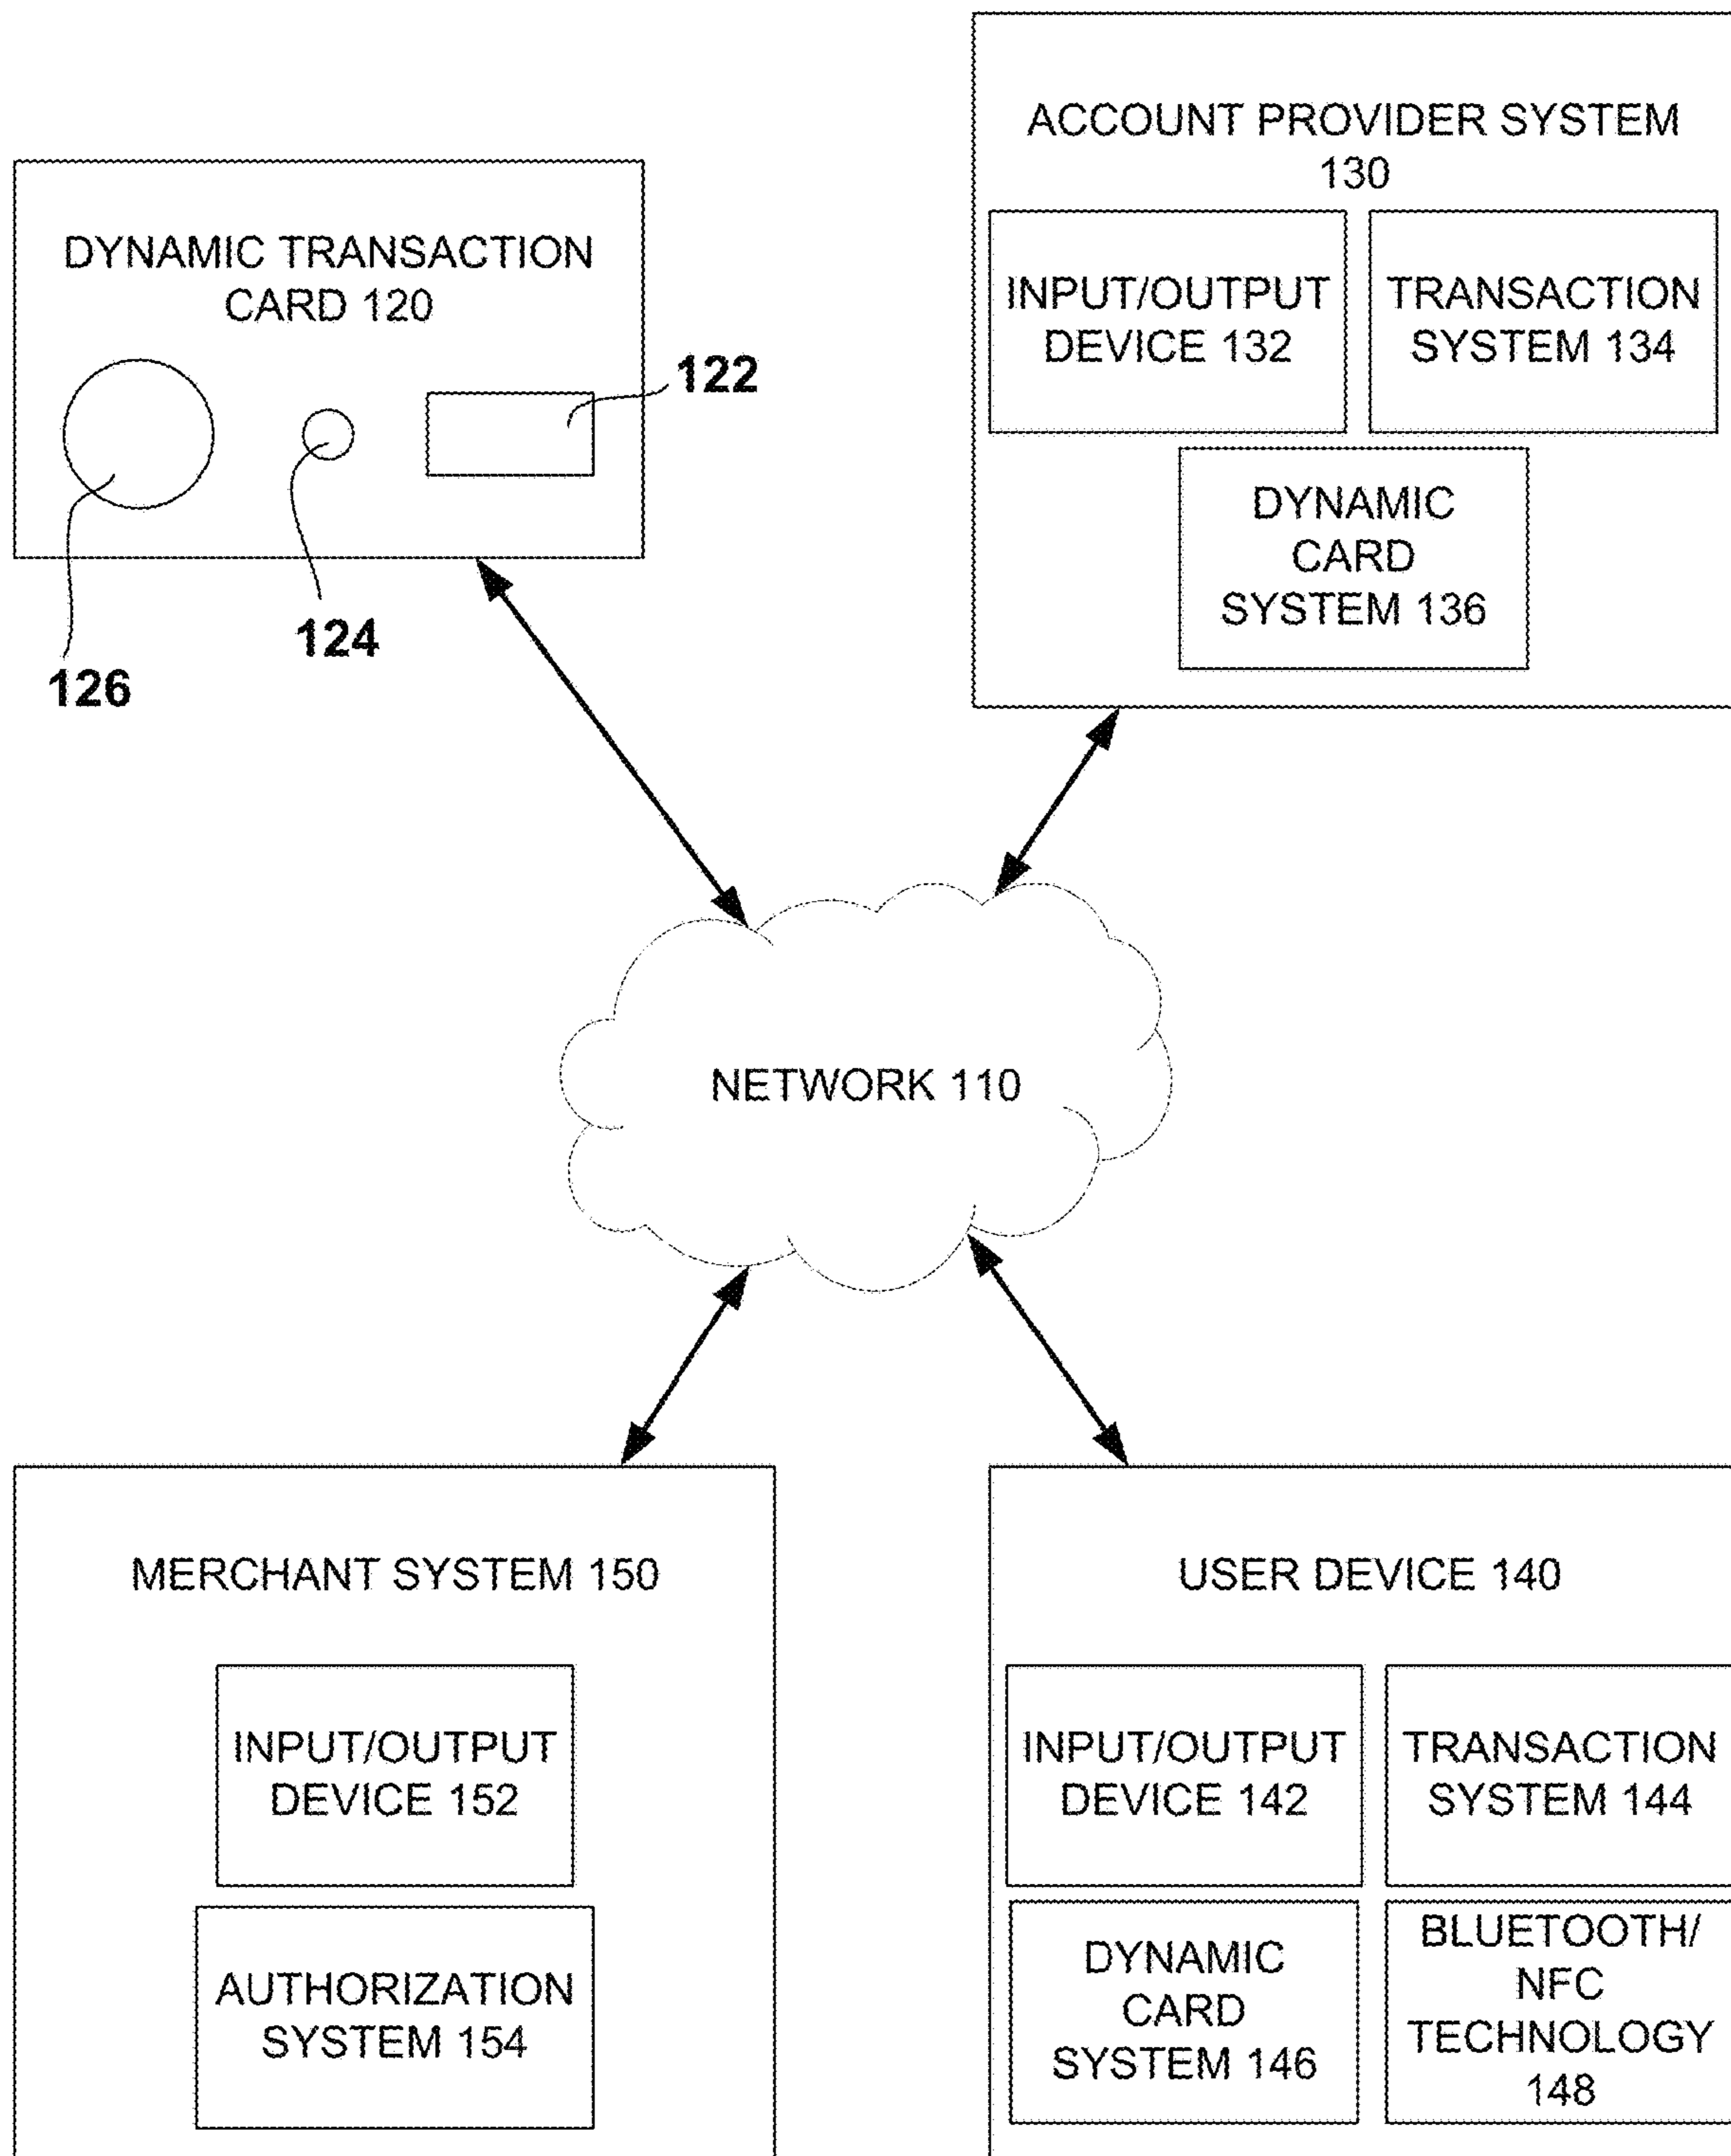 DYNAMIC TRANSACTION
CARD 120
122
124
126
ACCOUNT PROVIDER SYSTEM
130
INPUT/OUTPUT
DEVICE 132
TRANSACTION
SYSTEM 134
DYNAMIC
CARD
SYSTEM 136
NETWORK 110
MERCHANT SYSTEM 150
INPUT/OUTPUT
DEVICE 152
AUTHORIZATION
SYSTEM 154
USER DEVICE 140
INPUT/OUTPUT
DEVICE 142
TRANSACTION
SYSTEM 144
DYNAMIC
CARD
SYSTEM 146
BLUETOOTH/
NFC
TECHNOLOGY
148